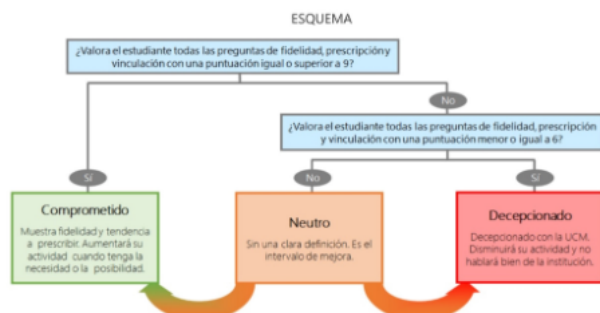 ESQUEMA
¿Valora el estudiante todas las preguntas de fidelidad, prescripción y
vinculación con una puntuación igual o superior a 9?
No
¿Valora el estudiante todas las preguntas de fidelidad, prescripción
y vinculación con una puntuación menor o igual a 6?
Sí
No
Sí
Comprometido
Muestra fidelidad y tendencia
a prescribir. Aumentará su
actividad cuando tenga la
necesidad o la posibilidad.
Neutro
Sin una clara definición. Es el
intervalo de mejora.
Decepcionado
Decepcionado con la UCM.
Disminuirá su actividad y no
hablará bien de la institución.